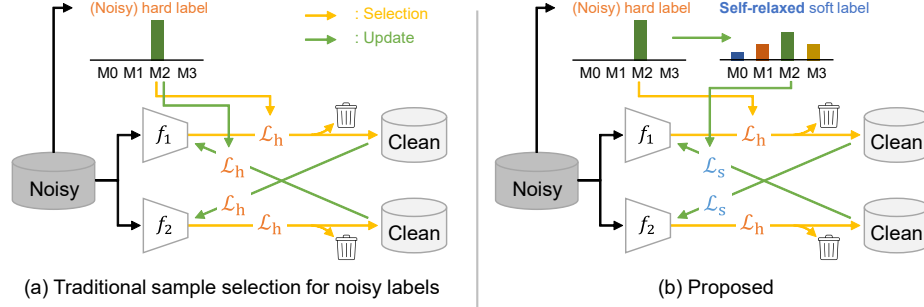 (Noisy) hard label
: Selection
: Update
M0 M1 M2 M3
f₁
ℒh
Clean
ℒh
Noisy
ℒh
f₂
ℒh
Clean
(a) Traditional sample selection for noisy labels
(Noisy) hard label
Self-relaxed soft label
M0 M1 M2 M3
M0 M1 M2 M3
f₁
ℒh
Clean
ℒs
Noisy
ℒs
f₂
ℒh
Clean
(b) Proposed